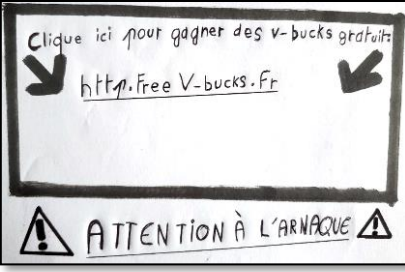 Clique ici pour gagner des v-bucks gratuits
http.Free V-bucks.Fr
ATTENTION À L'ARNAQUE